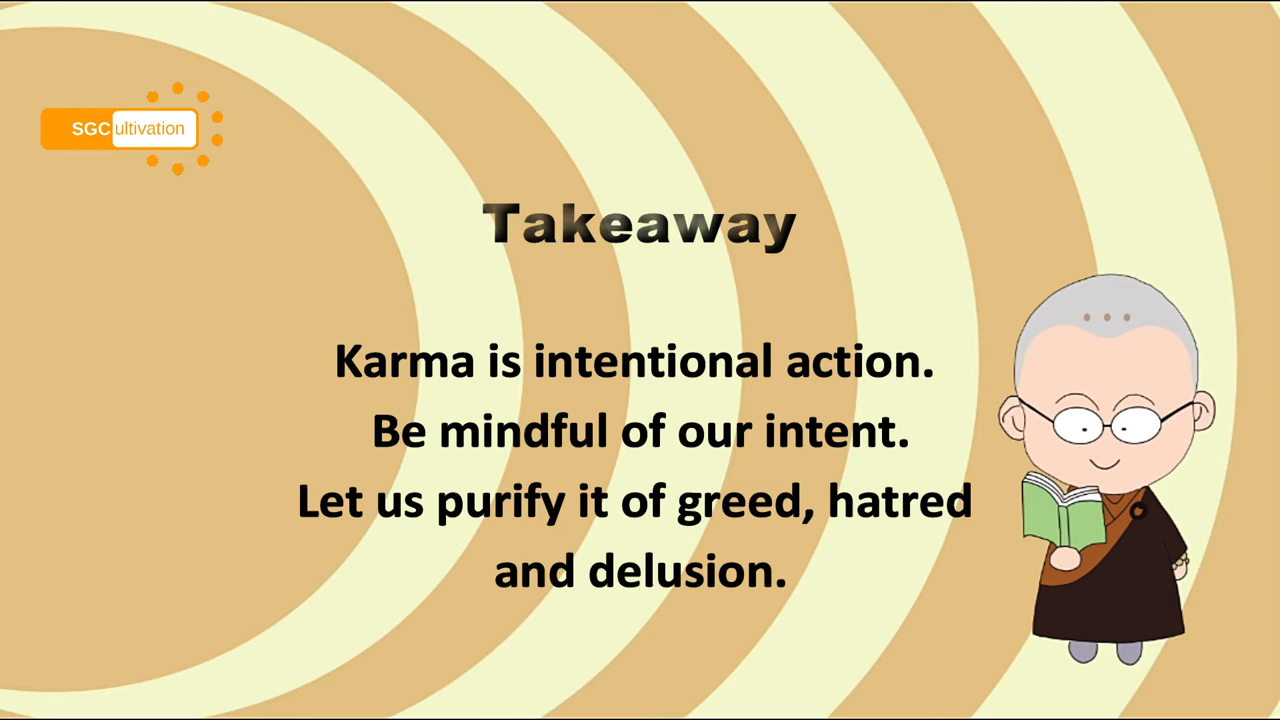 SGCultivation
Takeaway
Karma is intentional action.
Be mindful of our intent.
Let us purify it of greed, hatred
and delusion.